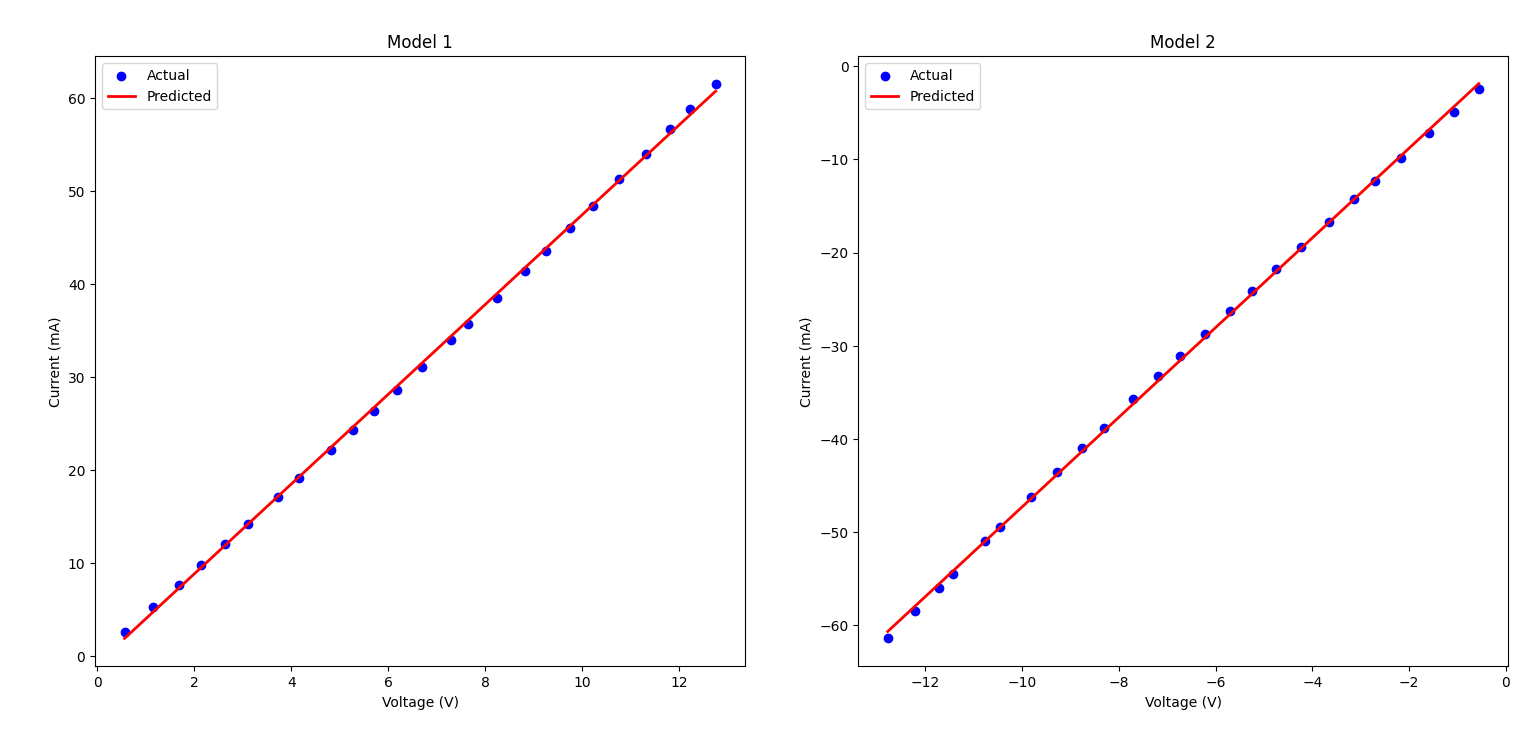 Model 1
Actual
Predicted
60
50
40
30
20
10
0
Current (mA)
0 2 4 6 8 10 12
Voltage (V)
Model 2
Actual
Predicted
0
−10
−20
−30
−40
−50
−60
Current (mA)
−12 −10 −8 −6 −4 −2 0
Voltage (V)